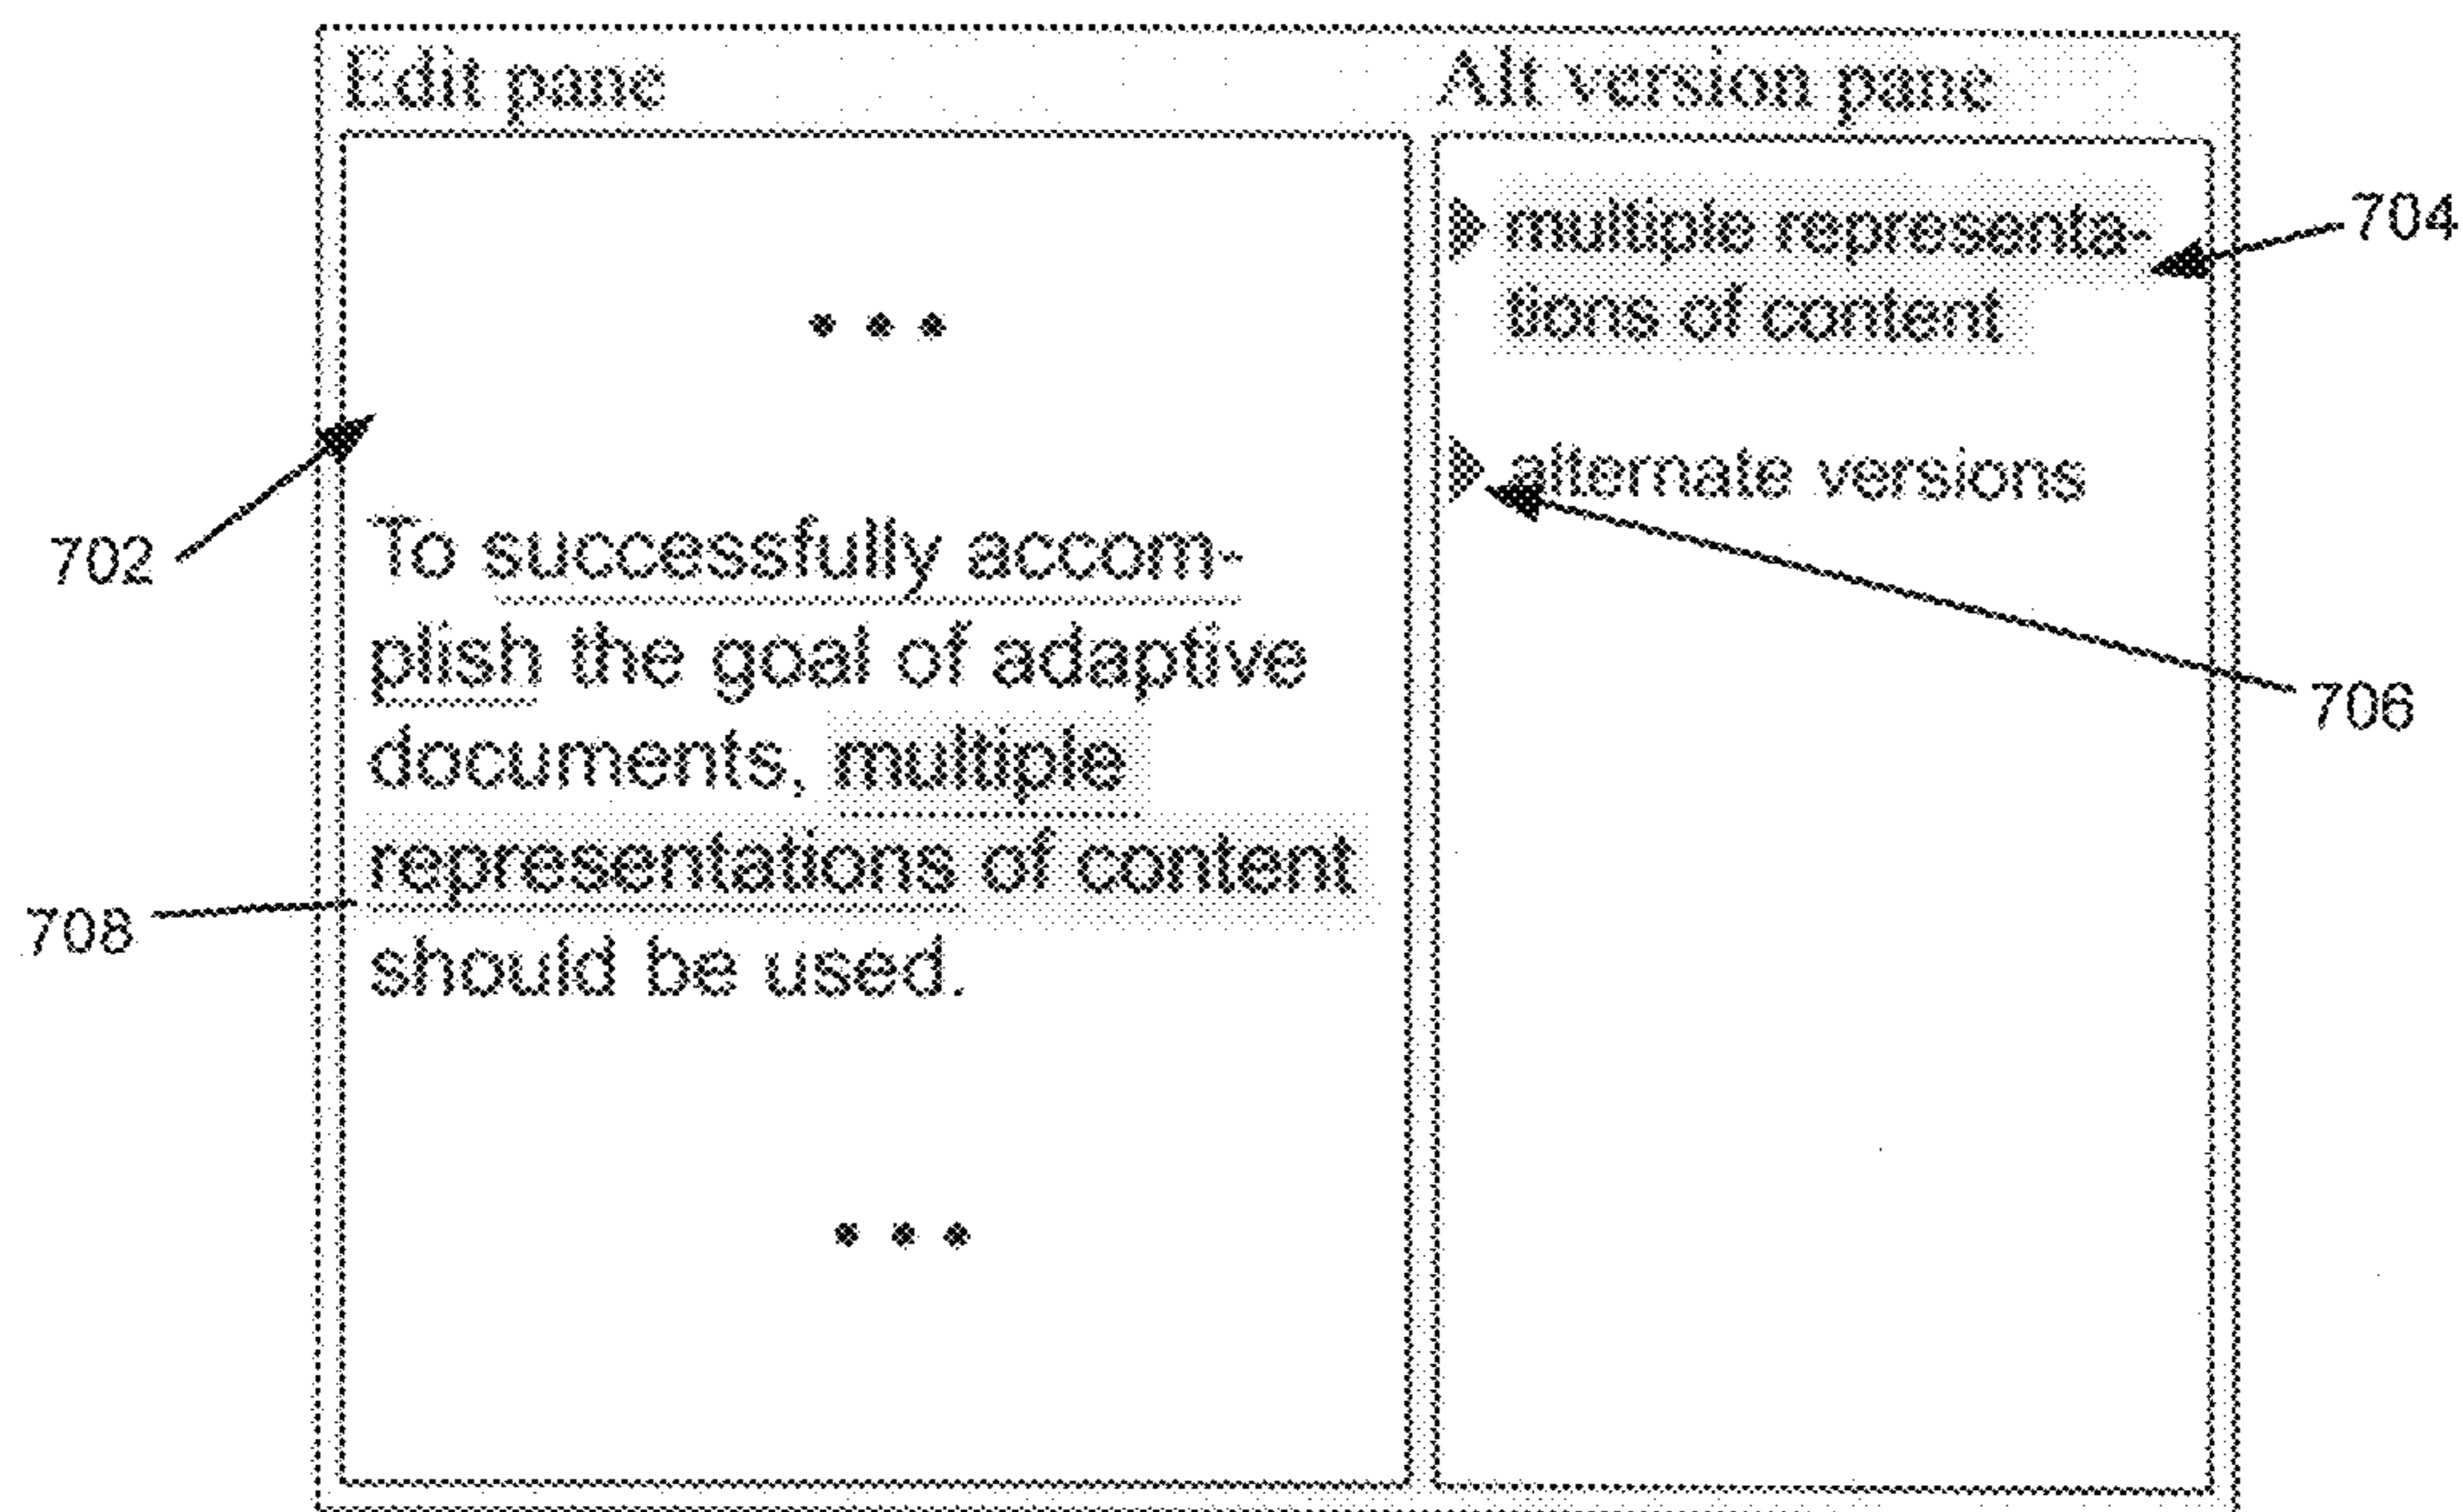 Edit pane
Alt version pane
• • •
702
To successfully accom-
plish the goal of adaptive
documents, multiple
representations of content
should be used.
708
• • •
multiple representa-
tions of content
704
alternate versions
706